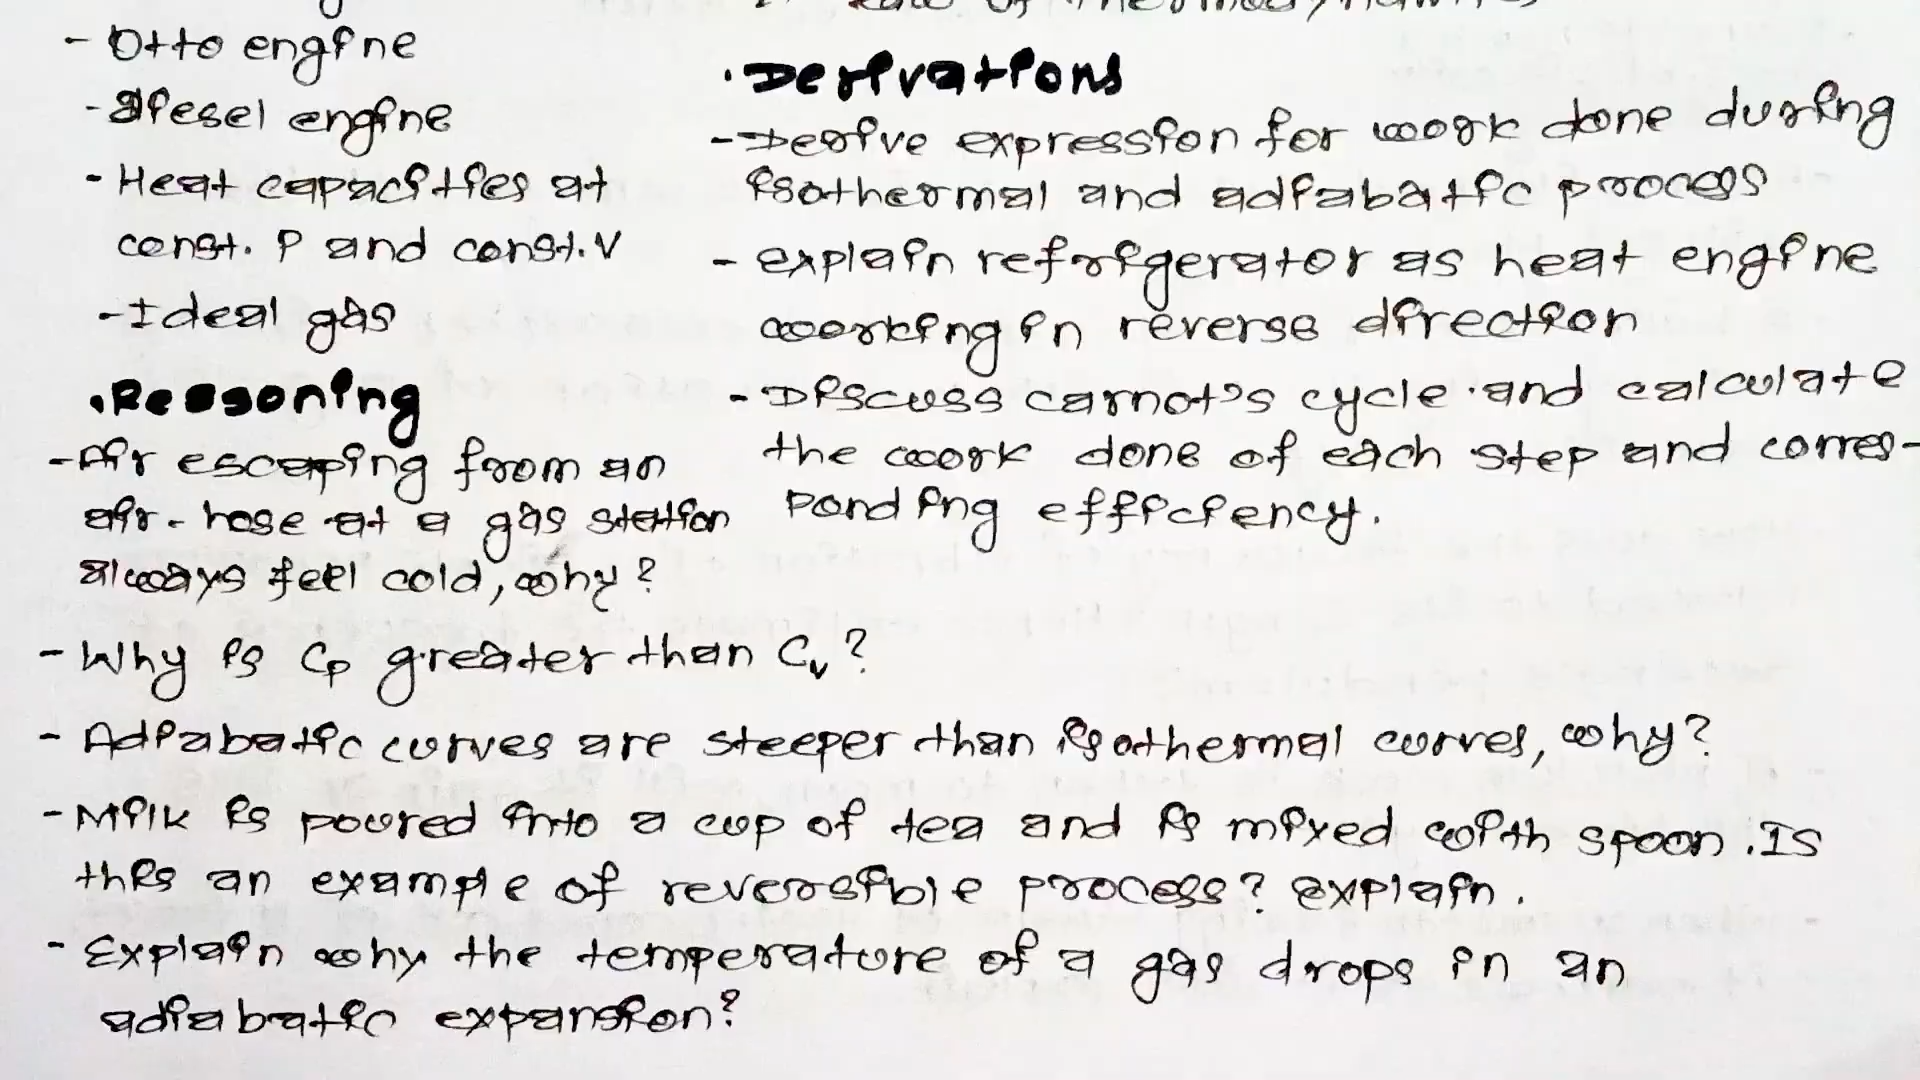 - Otto engine
- Diesel engine
- Heat capacities at
const. P and const. V
- Ideal gas
• Reasoning
- Air escaping from an
air-hose at a gas station
always feel cold, why?
- Why is Cp greater than Cv?
- Adiabatic curves are steeper than isothermal curves, why?
- Milk is poured into a cup of tea and is mixed with spoon. Is
this an example of reversible process? explain.
- Explain why the temperature of a gas drops in an
adiabatic expansion?
of Thermodynamics
• Derivations
- Derive expression for work done during
isothermal and adiabatic process
- explain refrigerator as heat engine
working in reverse direction
- Discuss carnot's cycle and calculate
the work done of each step and corres-
ponding efficiency.